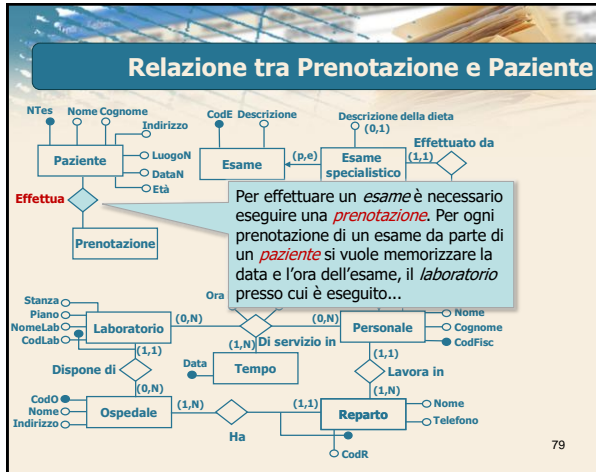 Relazione tra Prenotazione e Paziente
NTes Nome Cognome
Indirizzo
LuogoN
DataN
Età
Paziente
Effettua
Prenotazione
CodE Descrizione
Esame
(p,e)
Descrizione della dieta
(0,1)
Esame
specialistico
(1,1)
Effettuato da
Per effettuare un esame è necessario
eseguire una prenotazione. Per ogni
prenotazione di un esame da parte di
un paziente si vuole memorizzare la
data e l'ora dell'esame, il laboratorio
presso cui è eseguito...
Stanza
Piano
NomeLab
CodLab
Laboratorio
(0,N)
Ora
(0,N)
Personale
Nome
Cognome
CodFisc
(1,1)
Dispone di
(0,N)
(1,N)
Di servizio in
Data
Tempo
(1,1)
Lavora in
(1,N)
CodO
Nome
Indirizzo
Ospedale
(1,N)
Ha
(1,1)
Reparto
Nome
Telefono
CodR
79